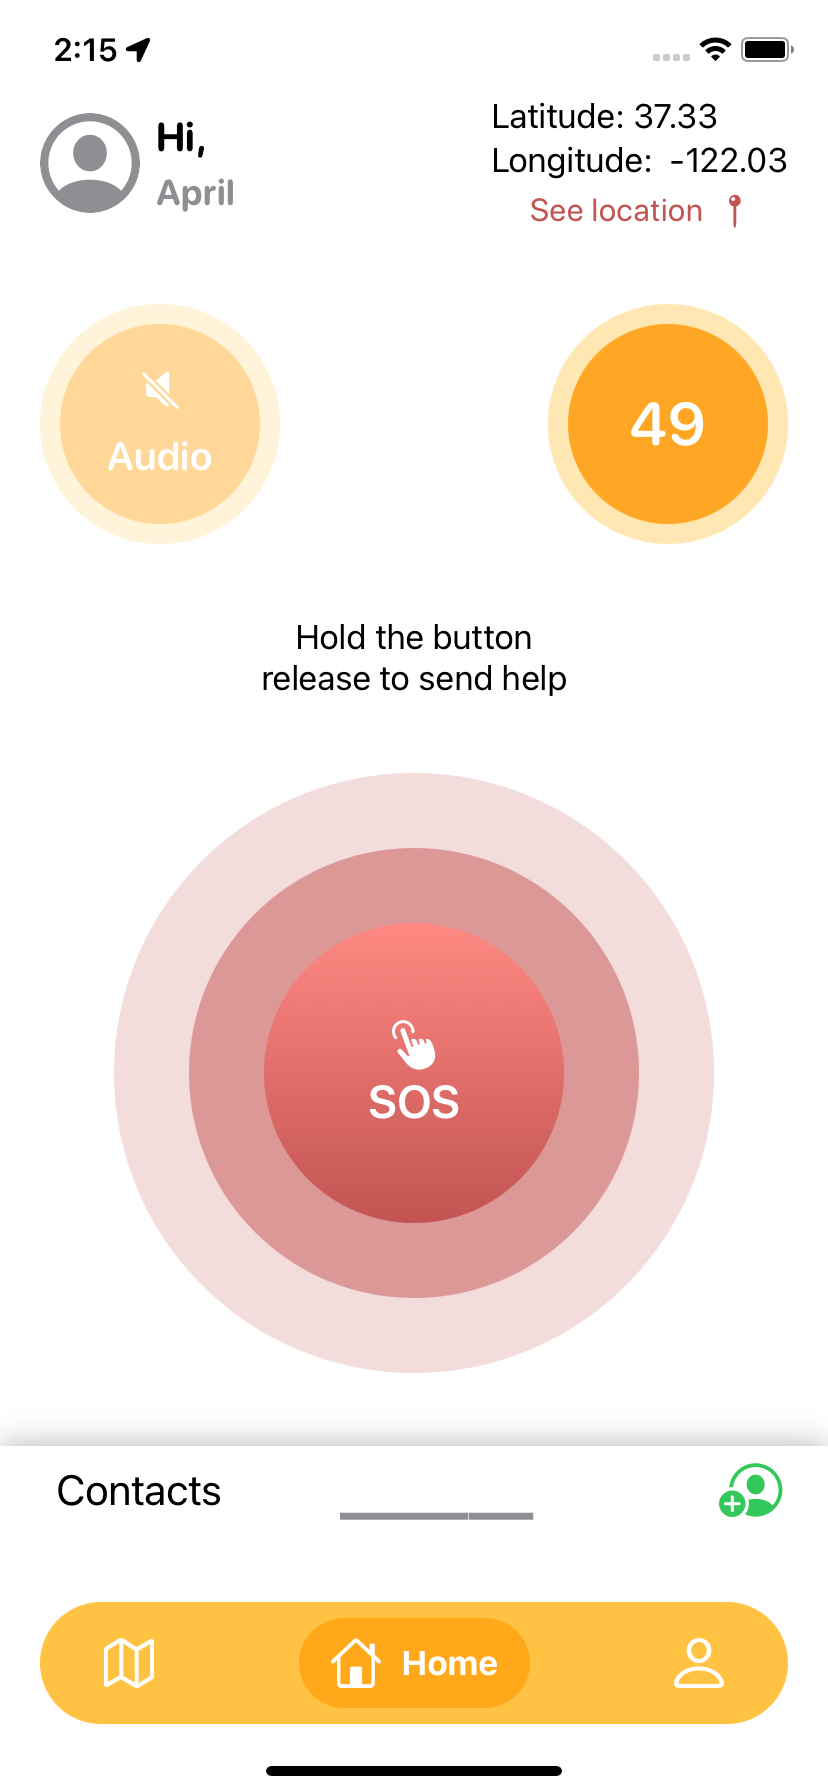 2:15
Hi,
April
Latitude: 37.33
Longitude: -122.03
See location
Audio
49
Hold the button
release to send help
SOS
Contacts
Home